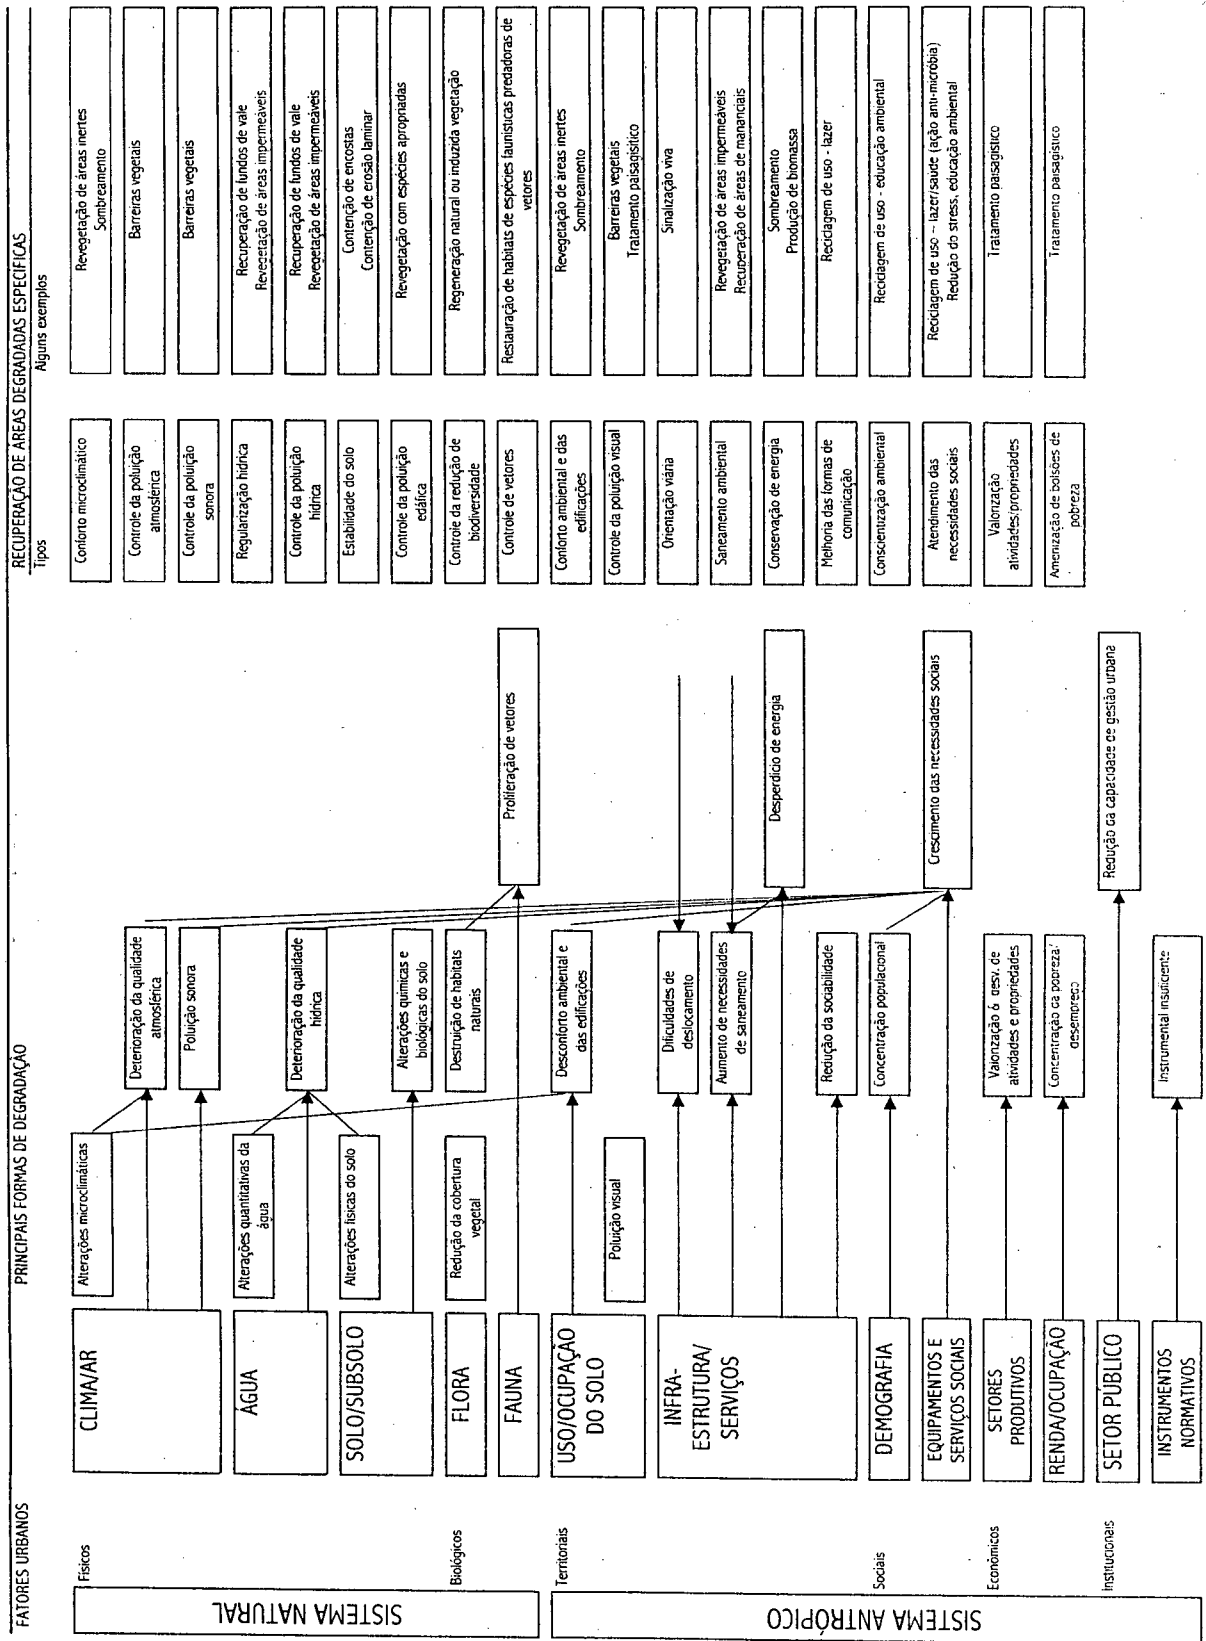 FATORES URBANOS
PRINCIPAIS FORMAS DE DEGRADAÇÃO
RECUPERAÇÃO DE ÁREAS DEGRADADAS ESPECÍFICAS
Tipos
Alguns exemplos
SISTEMA NATURAL
Físicos
CLIMA/AR
Alterações microclimáticas
Deterioração da qualidade
atmosférica
Poluição sonora
ÁGUA
Alterações quantitativas da
água
Deterioração da qualidade
hídrica
SOLO/SUBSOLO
Alterações físicas do solo
Alterações químicas e
biológicas do solo
Biológicos
FLORA
Redução da cobertura
vegetal
Destruição de habitats
naturais
FAUNA
Proliferação de vetores
SISTEMA ANTRÓPICO
Territoriais
USO/OCUPAÇÃO
DO SOLO
Desconforto ambiental e
das edificações
Poluição visual
INFRA-
ESTRUTURA/
SERVIÇOS
Dificuldades de
deslocamento
Aumento de necessidades
de saneamento
Desperdício de energia
Redução da sociabilidade
Sociais
DEMOGRAFIA
Concentração populacional
EQUIPAMENTOS E
SERVIÇOS SOCIAIS
Crescimento das necessidades sociais
Econômicos
SETORES
PRODUTIVOS
Valorização & desv. de
atividades e propriedades
RENDA/OCUPAÇÃO
Concentração da pobreza/
desemprego
Institucionais
SETOR PÚBLICO
Redução da capacidade de gestão urbana
INSTRUMENTOS
NORMATIVOS
Instrumental insuficiente
Conforto microclimático
Revegetação de áreas inertes
Sombreamento
Controle da poluição
atmosférica
Barreiras vegetais
Controle da poluição
sonora
Barreiras vegetais
Regularização hídrica
Recuperação de fundos de vale
Revegetação de áreas impermeáveis
Controle da poluição
hídrica
Recuperação de fundos de vale
Revegetação de áreas impermeáveis
Estabilidade do solo
Contenção de encostas
Contenção de erosão laminar
Controle da poluição
edáfica
Revegetação com espécies apropriadas
Controle da redução de
biodiversidade
Regeneração natural ou induzida vegetação
Controle de vetores
Restauração de habitats de espécies faunísticas predadoras de
vetores
Conforto ambiental e das
edificações
Revegetação de áreas inertes
Sombreamento
Controle da poluição visual
Barreiras vegetais
Tratamento paisagisitico
Orientação viária
Sinalização viva
Saneamento ambiental
Revegetação de áreas impermeáveis
Recuperação de áreas de mananciais
Conservação de energia
Sombreamento
Produção de biomassa
Melhoria das formas de
comunicação
Reciclagem de uso - lazer
Conscientização ambiental
Reciclagem de uso - educação ambiental
Atendimento das
necessidades sociais
Reciclagem de uso – lazer/saúde (ação anti-micróbia)
Redução do stress, educação ambiental
Valorização
atividades/propriedades
Tratamento paisagístico
Amenização de bolsões de
pobreza
Tratamento paisagístico